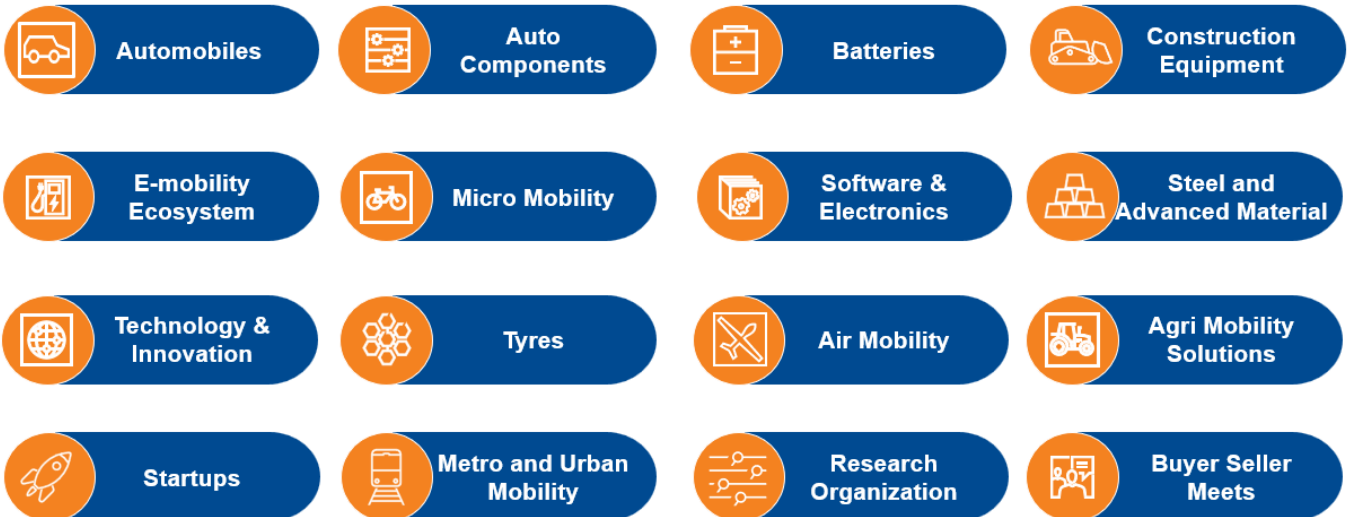 Automobiles
Auto
Components
Batteries
Construction
Equipment
E-mobility
Ecosystem
Micro Mobility
Software &
Electronics
Steel and
Advanced Material
Technology &
Innovation
Tyres
Air Mobility
Agri Mobility
Solutions
Startups
Metro and Urban
Mobility
Research
Organization
Buyer Seller
Meets